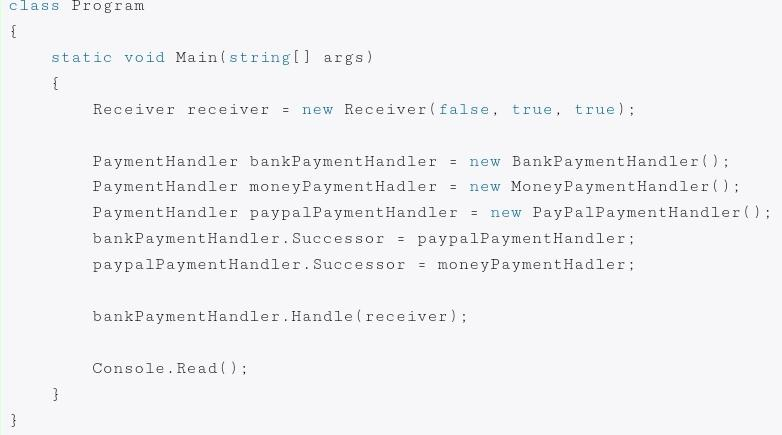 class Program
{
    static void Main(string[] args)
    {
        Receiver receiver = new Receiver(false, true, true);

        PaymentHandler bankPaymentHandler = new BankPaymentHandler();
        PaymentHandler moneyPaymentHadler = new MoneyPaymentHandler();
        PaymentHandler paypalPaymentHandler = new PayPalPaymentHandler();
        bankPaymentHandler.Successor = paypalPaymentHandler;
        paypalPaymentHandler.Successor = moneyPaymentHadler;

        bankPaymentHandler.Handle(receiver);

        Console.Read();
    }
}